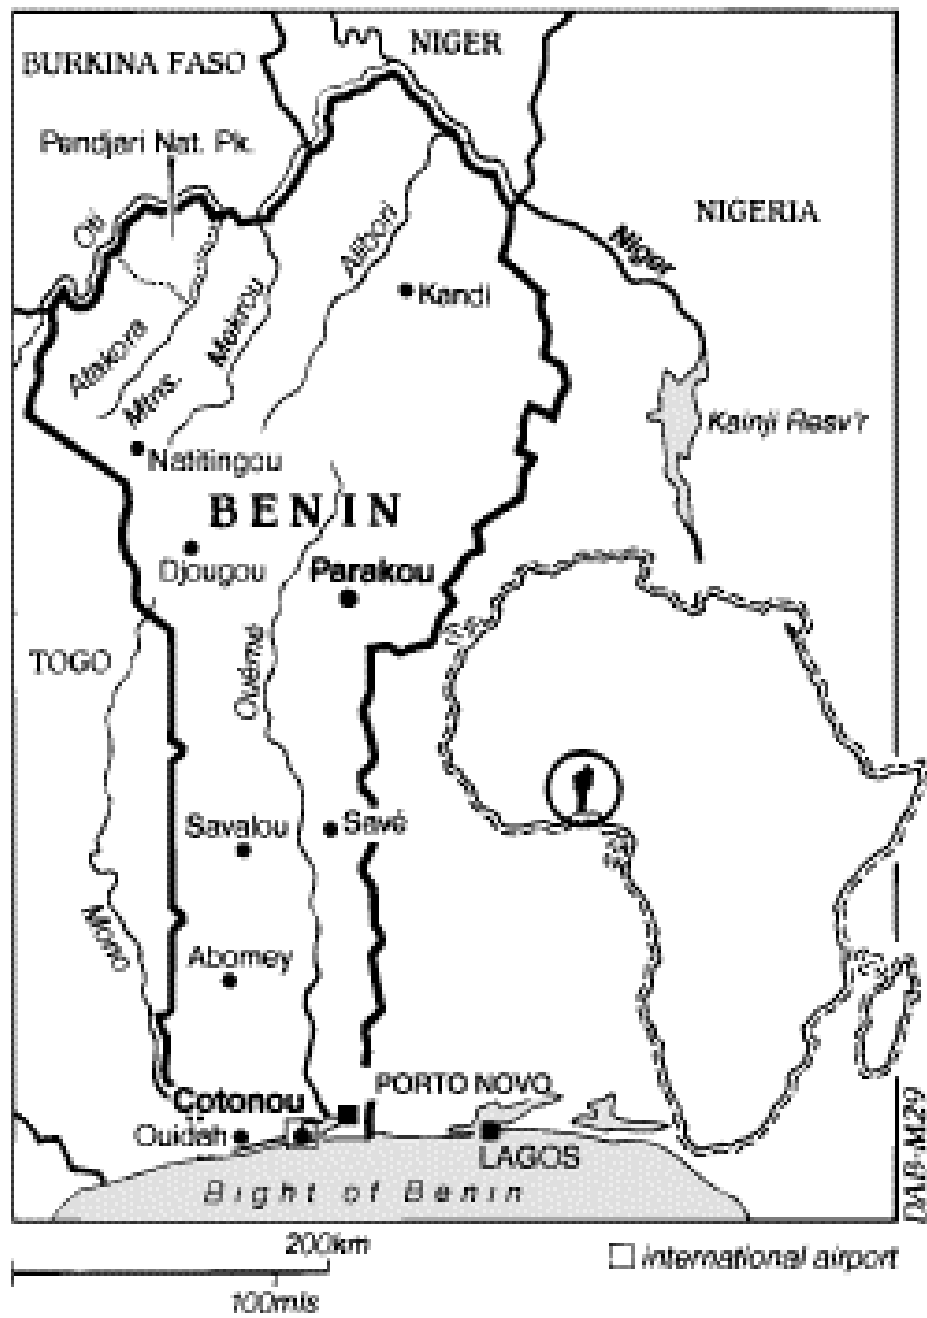 NIGER
BURKINA FASO
Pendjari Nat. Pk.
NIGERIA
Oti
Niger
Alibori
Kandi
Mekrou
Atakora
Mtns.
Kainji Resv'r
Natitingou
BENIN
Djougou
Parakou
TOGO
Ouémé
Savalou
Savé
Mono
Abomey
PORTO NOVO
Cotonou
Ouidah
LAGOS
Bight of Benin
DAB-M29
200km
international airport
100mls